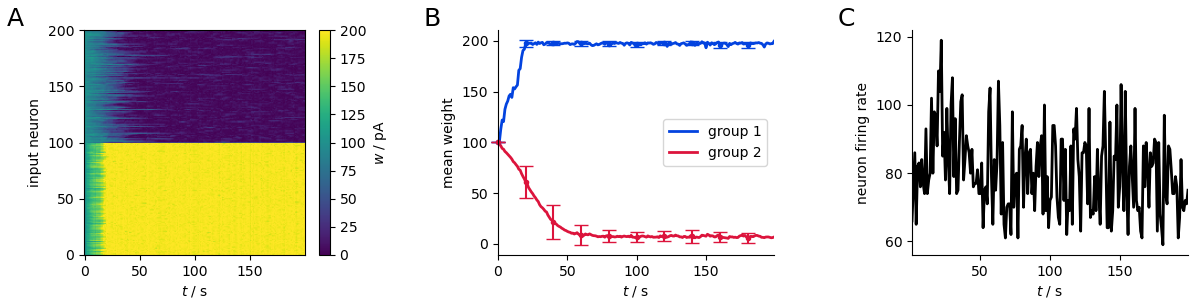 A
200
150
100
50
0
input neuron
0 50 100 150
t / s
200
175
150
125
100
75
50
25
0
w / pA
B
200
150
100
50
0
mean weight
group 1
group 2
0 50 100 150
t / s
C
120
100
80
60
neuron firing rate
50 100 150
t / s